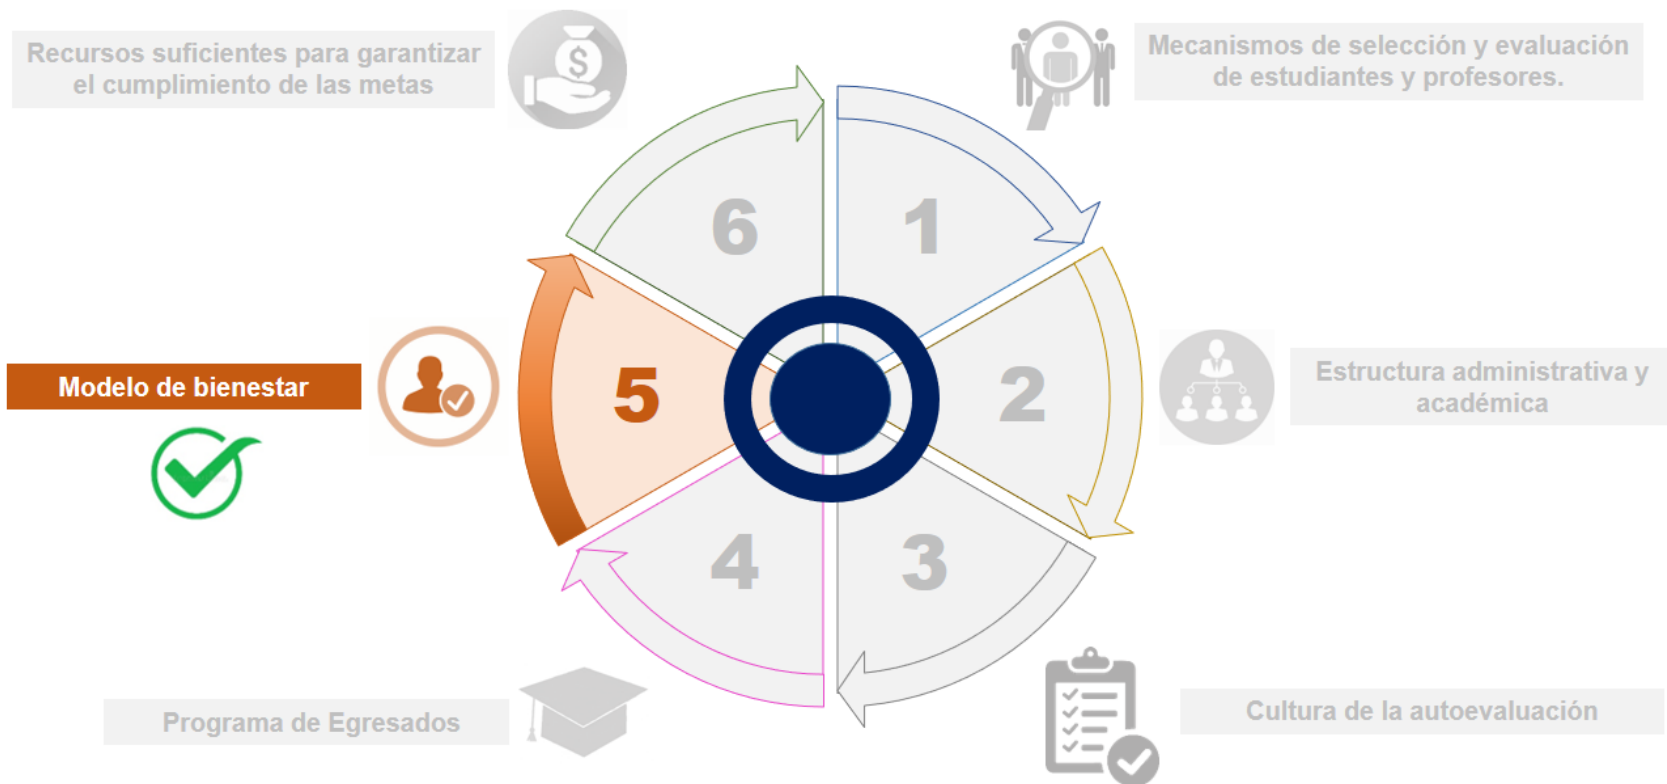 Recursos suficientes para garantizar
el cumplimiento de las metas
$
Mecanismos de selección y evaluación
de estudiantes y profesores.
6
1
Modelo de bienestar
5
2
Estructura administrativa y
académica
4
3
Programa de Egresados
Cultura de la autoevaluación